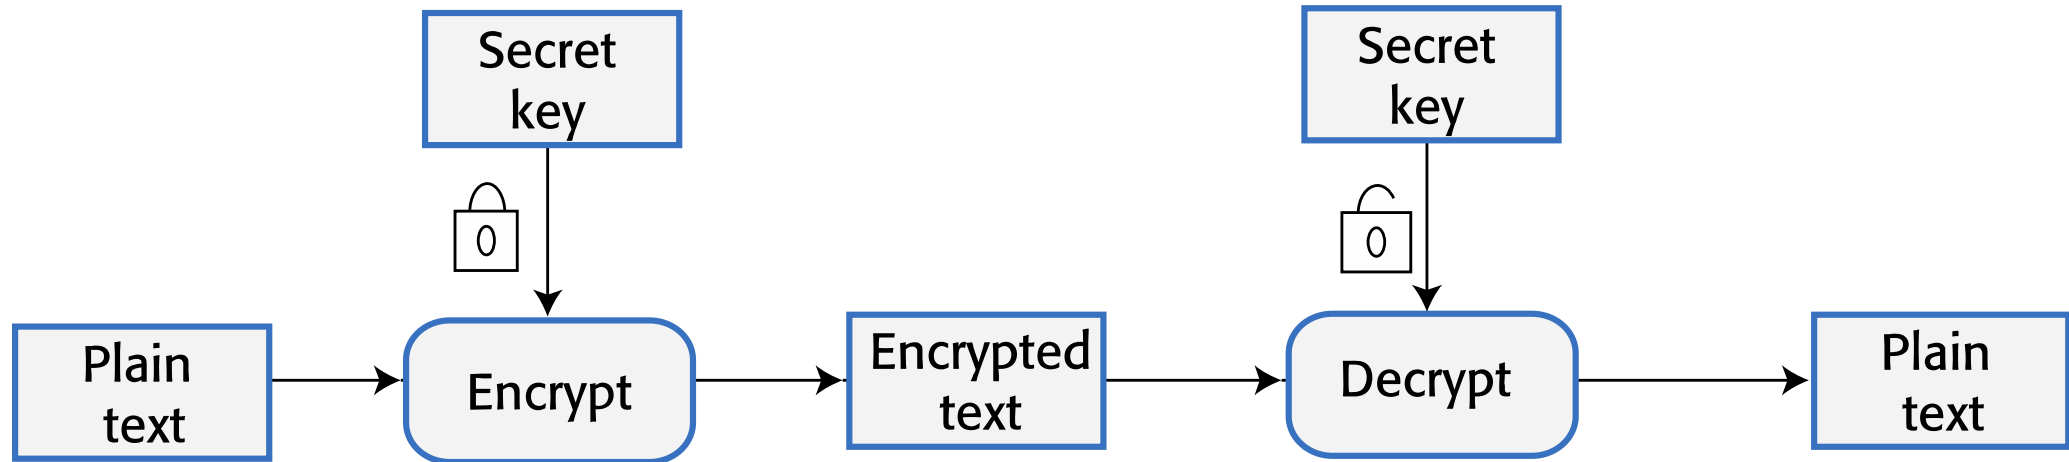 Secret
key
Secret
key
Plain
text
Encrypt
Encrypted
text
Decrypt
Plain
text